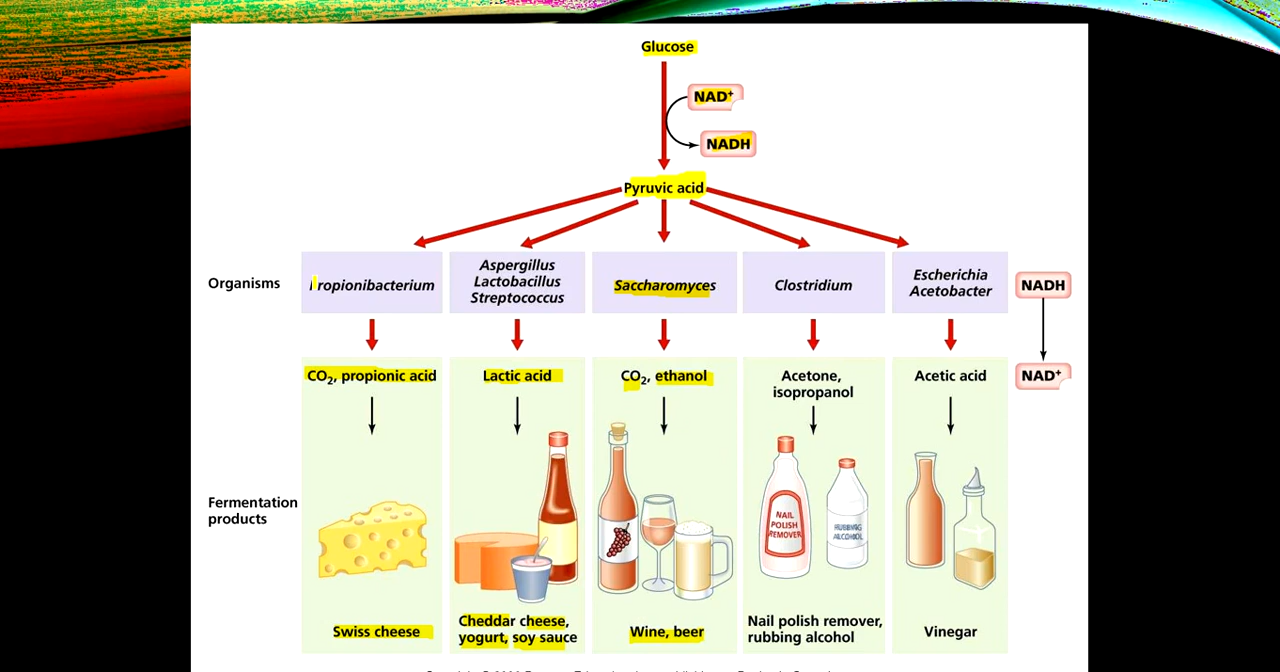 Glucose
NAD+
NADH
Pyruvic acid
Organisms
Propionibacterium
Aspergillus
Lactobacillus
Streptococcus
Saccharomyces
Clostridium
Escherichia
Acetobacter
NADH
CO2, propionic acid
Lactic acid
CO2, ethanol
Acetone,
isopropanol
Acetic acid
NAD+
Fermentation
products
NAIL
POLISH
REMOVER
RUBBING
ALCOHOL
Swiss cheese
Cheddar cheese,
yogurt, soy sauce
Wine, beer
Nail polish remover,
rubbing alcohol
Vinegar